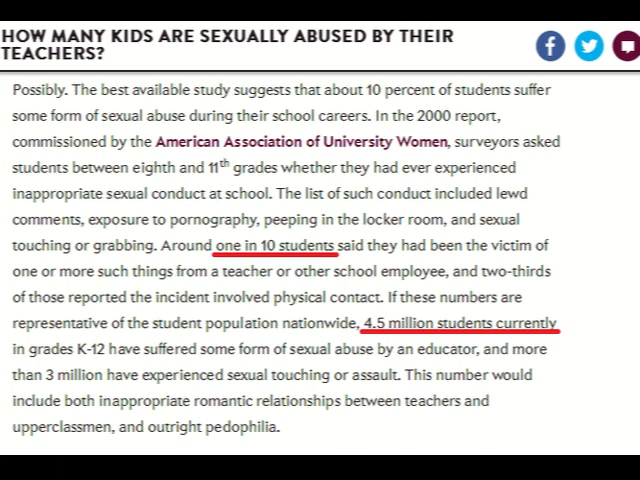 HOW MANY KIDS ARE SEXUALLY ABUSED BY THEIR
TEACHERS?
Possibly. The best available study suggests that about 10 percent of students suffer
some form of sexual abuse during their school careers. In the 2000 report,
commissioned by the American Association of University Women, surveyors asked
students between eighth and 11th grades whether they had ever experienced
inappropriate sexual conduct at school. The list of such conduct included lewd
comments, exposure to pornography, peeping in the locker room, and sexual
touching or grabbing. Around one in 10 students said they had been the victim of
one or more such things from a teacher or other school employee, and two-thirds
of those reported the incident involved physical contact. If these numbers are
representative of the student population nationwide, 4.5 million students currently
in grades K-12 have suffered some form of sexual abuse by an educator, and more
than 3 million have experienced sexual touching or assault. This number would
include both inappropriate romantic relationships between teachers and
upperclassmen, and outright pedophilia.